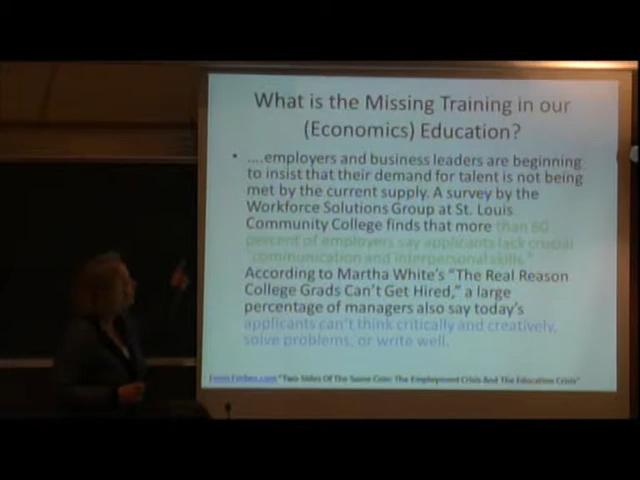 What is the Missing Training in our
(Economics) Education?
• ....employers and business leaders are beginning
to insist that their demand for talent is not being
met by the current supply. A survey by the
Workforce Solutions Group at St. Louis
Community College finds that more than 60
percent of employers say applicants lack crucial
"communication and interpersonal skills."
According to Martha White's "The Real Reason
College Grads Can't Get Hired," a large
percentage of managers also say today's
applicants can't think critically and creatively,
solve problems, or write well.
From Forbes.com "Two Sides Of The Same Coin: The Employment Crisis And The Education Crisis"